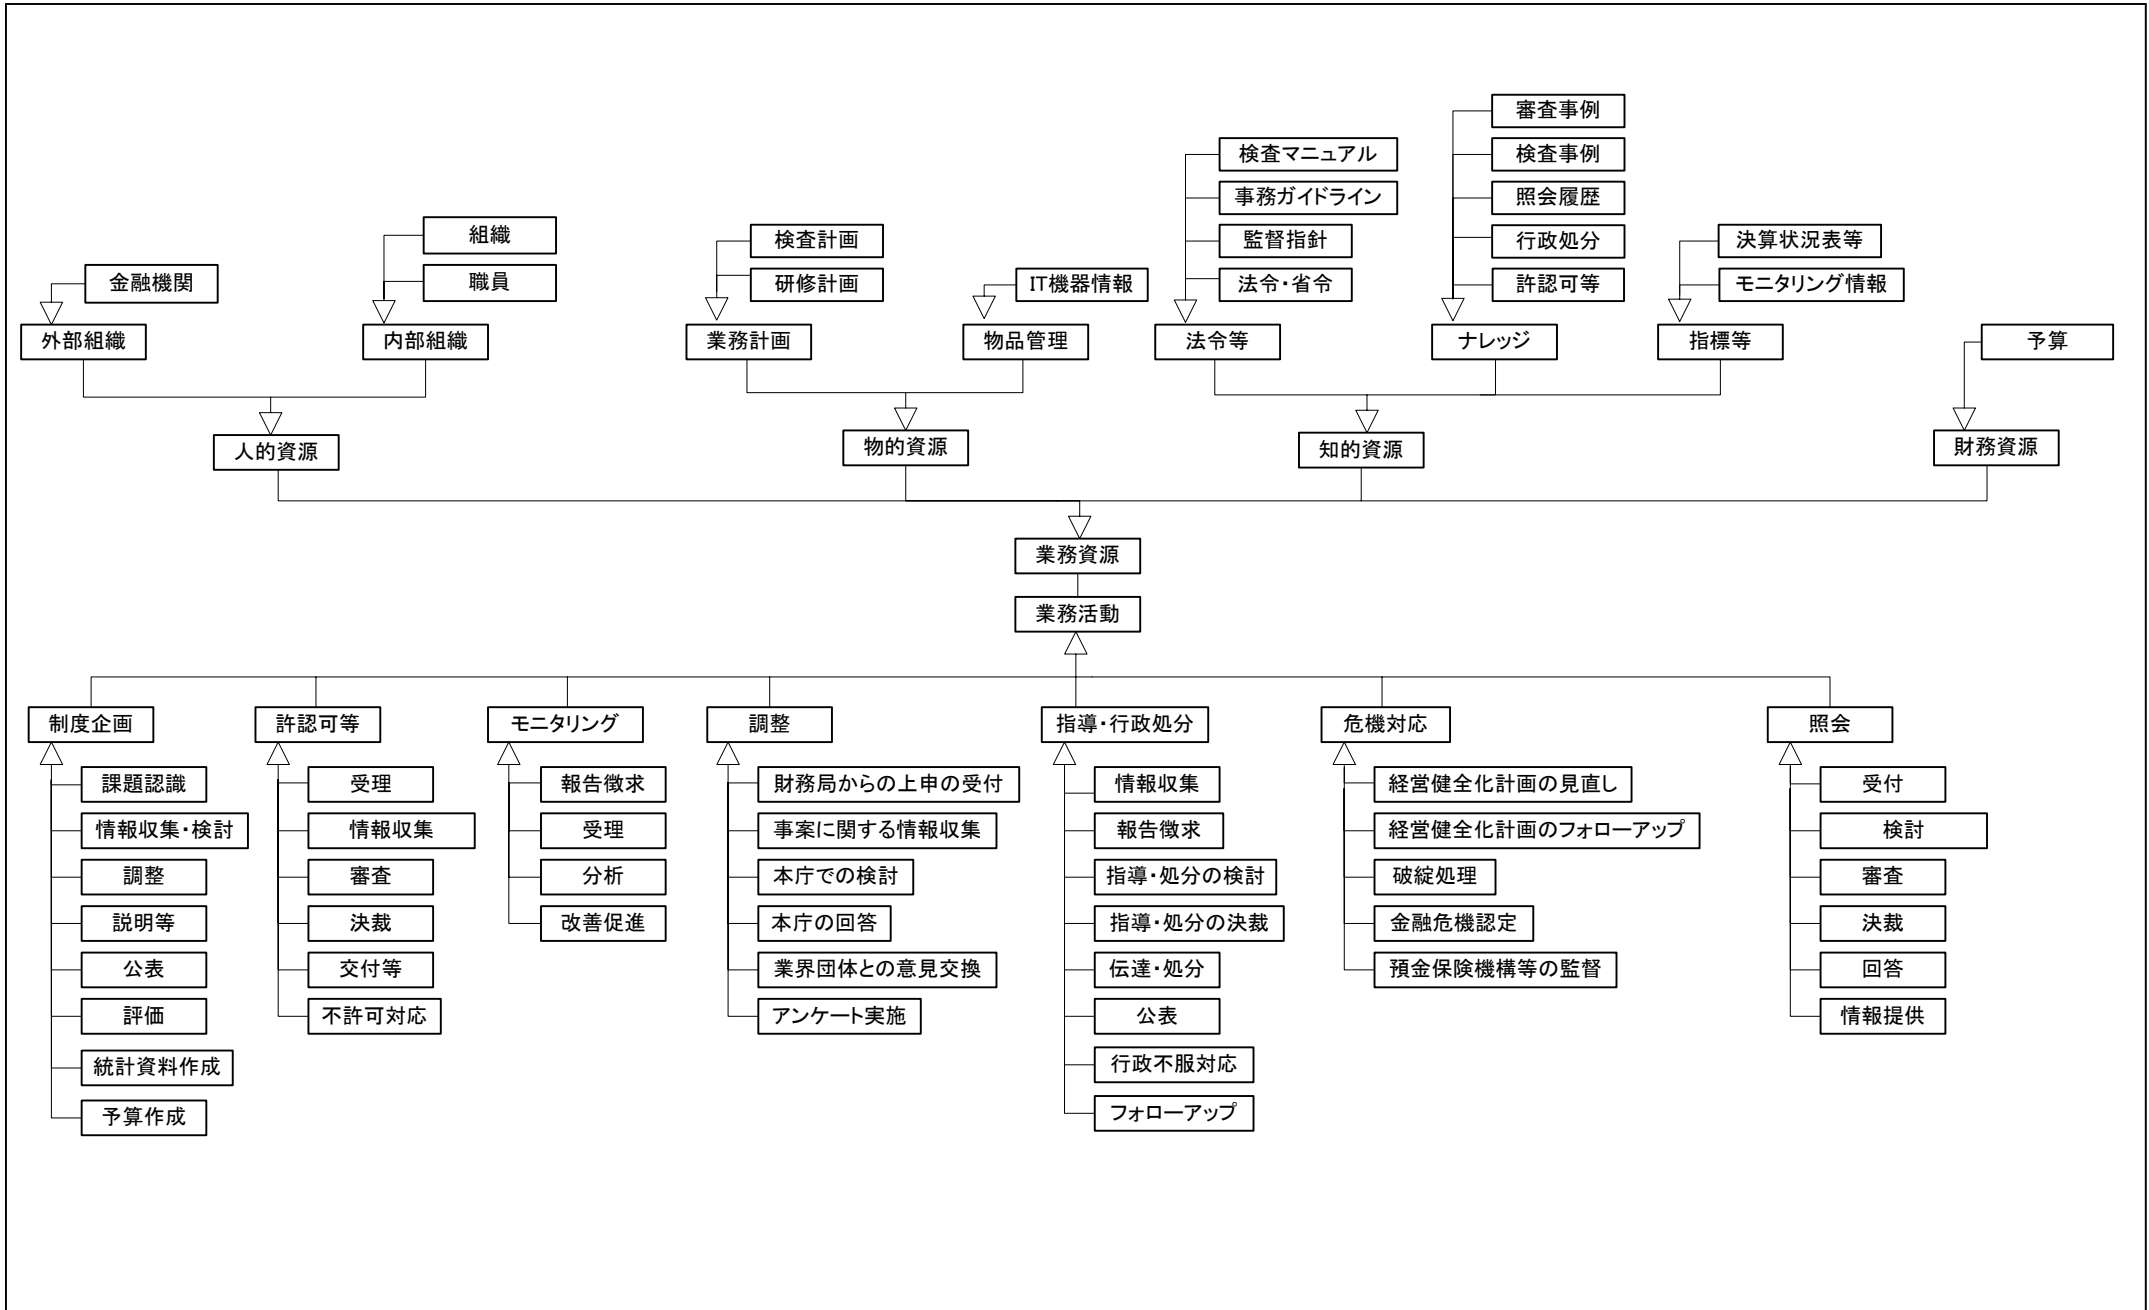 審査事例
検査マニュアル
検査事例
事務ガイドライン
照会履歴
組織
検査計画
監督指針
行政処分
決算状況表等
金融機関
職員
研修計画
IT機器情報
法令・省令
許認可等
モニタリング情報
外部組織
内部組織
業務計画
物品管理
法令等
ナレッジ
指標等
予算
人的資源
物的資源
知的資源
財務資源
業務資源
業務活動
制度企画
許認可等
モニタリング
調整
指導・行政処分
危機対応
照会
課題認識
情報収集・検討
調整
説明等
公表
評価
統計資料作成
予算作成
受理
情報収集
審査
決裁
交付等
不許可対応
報告徴求
受理
分析
改善促進
財務局からの上申の受付
事案に関する情報収集
本庁での検討
本庁の回答
業界団体との意見交換
アンケート実施
情報収集
報告徴求
指導・処分の検討
指導・処分の決裁
伝達・処分
公表
行政不服対応
フォローアップ
経営健全化計画の見直し
経営健全化計画のフォローアップ
破綻処理
金融危機認定
預金保険機構等の監督
受付
検討
審査
決裁
回答
情報提供